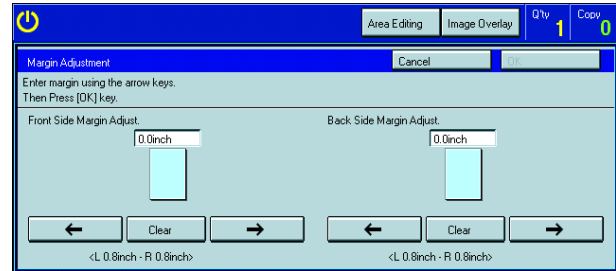 Area Editing Image Overlay Q'ty 1 Copy 0
Margin Adjustment Cancel OK
Enter margin using the arrow keys.
Then Press [OK] key.
Front Side Margin Adjust. Back Side Margin Adjust.
0.0inch 0.0inch
← Clear → ← Clear →
<L 0.8inch - R 0.8inch> <L 0.8inch - R 0.8inch>